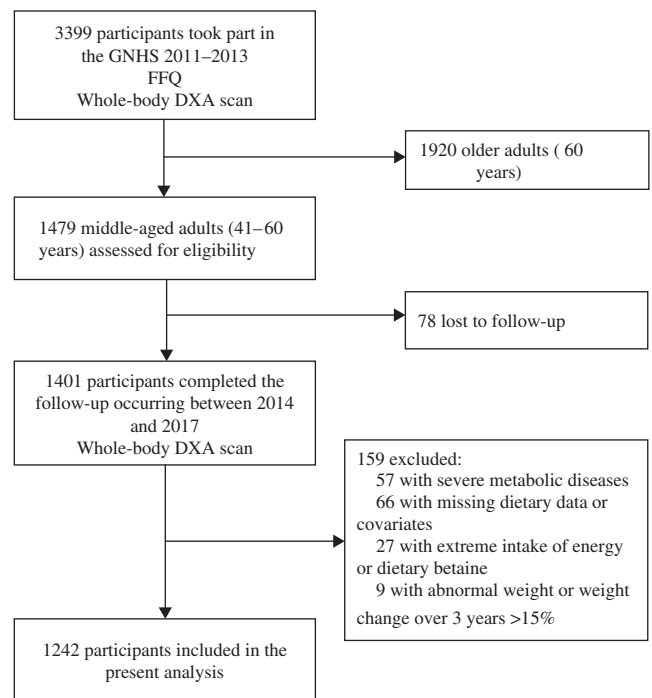 3399 participants took part in
the GNHS 2011–2013
FFQ
Whole-body DXA scan
1920 older adults ( 60
years)
1479 middle-aged adults (41–60
years) assessed for eligibility
78 lost to follow-up
1401 participants completed the
follow-up occurring between 2014
and 2017
Whole-body DXA scan
159 excluded:
57 with severe metabolic diseases
66 with missing dietary data or
covariates
27 with extreme intake of energy
or dietary betaine
9 with abnormal weight or weight
change over 3 years >15%
1242 participants included in the
present analysis